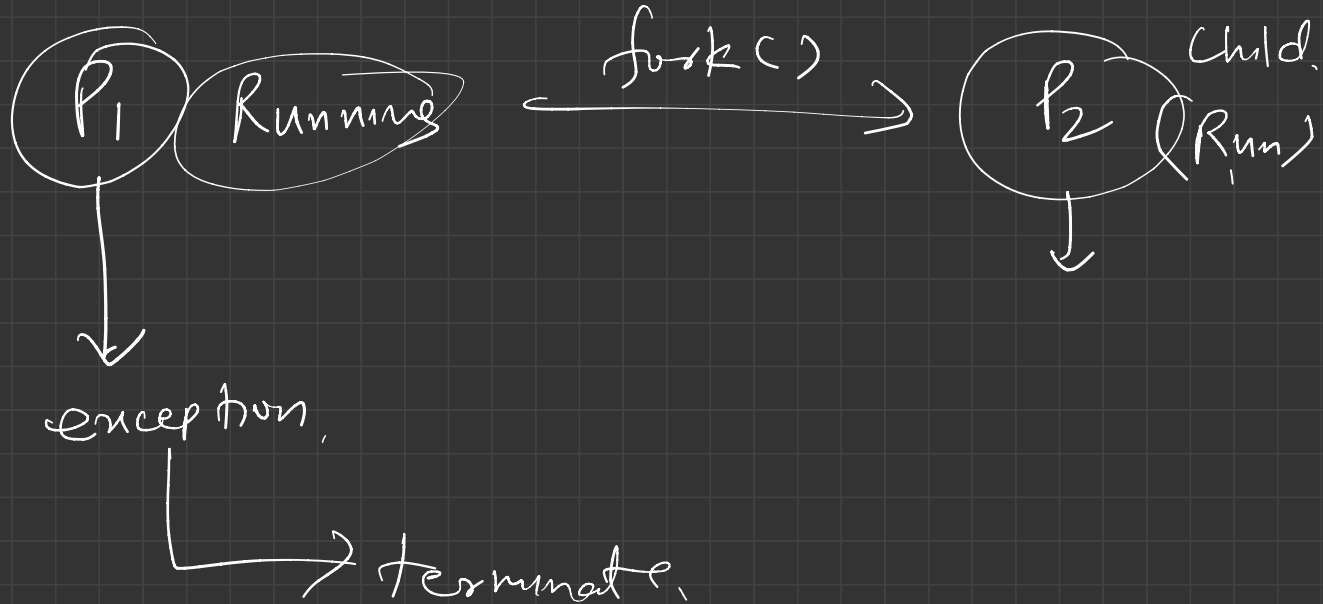 P1 Running fork() P2 Child.
(Run)
exception.
terminate.